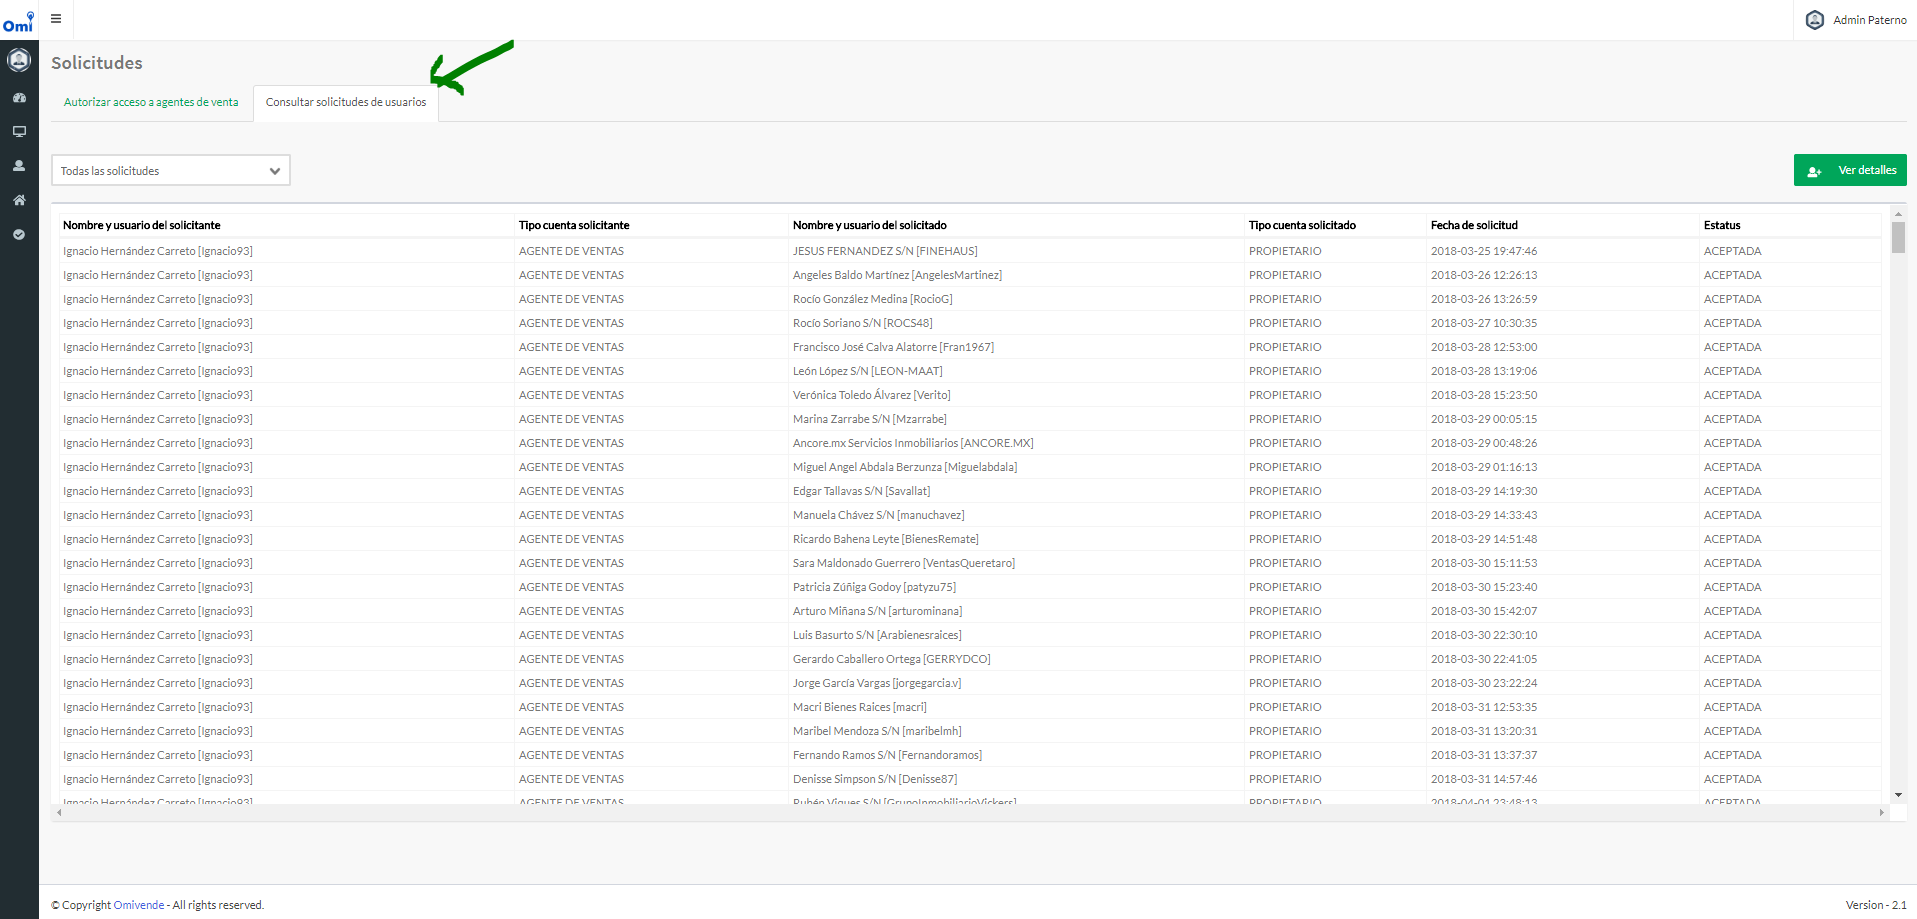 Omi
Admin Paterno
Solicitudes
Autorizar acceso a agentes de venta Consultar solicitudes de usuarios
Todas las solicitudes Ver detalles
Nombre y usuario del solicitante Tipo cuenta solicitante Nombre y usuario del solicitado Tipo cuenta solicitado Fecha de solicitud Estatus
Ignacio Hernández Carreto [Ignacio93] AGENTE DE VENTAS JESUS FERNANDEZ S/N [FINEHAUS] PROPIETARIO 2018-03-25 19:47:46 ACEPTADA
Ignacio Hernández Carreto [Ignacio93] AGENTE DE VENTAS Angeles Baldo Martínez [AngelesMartinez] PROPIETARIO 2018-03-26 12:26:13 ACEPTADA
Ignacio Hernández Carreto [Ignacio93] AGENTE DE VENTAS Rocío González Medina [RocioG] PROPIETARIO 2018-03-26 13:26:59 ACEPTADA
Ignacio Hernández Carreto [Ignacio93] AGENTE DE VENTAS Rocío Soriano S/N [ROCS48] PROPIETARIO 2018-03-27 10:30:35 ACEPTADA
Ignacio Hernández Carreto [Ignacio93] AGENTE DE VENTAS Francisco José Calva Alatorre [Fran1967] PROPIETARIO 2018-03-28 12:53:00 ACEPTADA
Ignacio Hernández Carreto [Ignacio93] AGENTE DE VENTAS León López S/N [LEON-MAAT] PROPIETARIO 2018-03-28 13:19:06 ACEPTADA
Ignacio Hernández Carreto [Ignacio93] AGENTE DE VENTAS Verónica Toledo Álvarez [Verito] PROPIETARIO 2018-03-28 15:23:50 ACEPTADA
Ignacio Hernández Carreto [Ignacio93] AGENTE DE VENTAS Marina Zarrabe S/N [Mzarrabe] PROPIETARIO 2018-03-29 00:05:15 ACEPTADA
Ignacio Hernández Carreto [Ignacio93] AGENTE DE VENTAS Ancore.mx Servicios Inmobiliarios [ANCORE.MX] PROPIETARIO 2018-03-29 00:48:26 ACEPTADA
Ignacio Hernández Carreto [Ignacio93] AGENTE DE VENTAS Miguel Angel Abdala Berzunza [Miguelabdala] PROPIETARIO 2018-03-29 01:16:13 ACEPTADA
Ignacio Hernández Carreto [Ignacio93] AGENTE DE VENTAS Edgar Tallavas S/N [Savallat] PROPIETARIO 2018-03-29 14:19:30 ACEPTADA
Ignacio Hernández Carreto [Ignacio93] AGENTE DE VENTAS Manuela Chávez S/N [manuchavez] PROPIETARIO 2018-03-29 14:33:43 ACEPTADA
Ignacio Hernández Carreto [Ignacio93] AGENTE DE VENTAS Ricardo Bahena Leyte [BienesRemate] PROPIETARIO 2018-03-29 14:51:48 ACEPTADA
Ignacio Hernández Carreto [Ignacio93] AGENTE DE VENTAS Sara Maldonado Guerrero [VentasQueretaro] PROPIETARIO 2018-03-30 15:11:53 ACEPTADA
Ignacio Hernández Carreto [Ignacio93] AGENTE DE VENTAS Patricia Zúñiga Godoy [patyzu75] PROPIETARIO 2018-03-30 15:23:40 ACEPTADA
Ignacio Hernández Carreto [Ignacio93] AGENTE DE VENTAS Arturo Miñana S/N [arturominana] PROPIETARIO 2018-03-30 15:42:07 ACEPTADA
Ignacio Hernández Carreto [Ignacio93] AGENTE DE VENTAS Luis Basurto S/N [Arabienesraices] PROPIETARIO 2018-03-30 22:30:10 ACEPTADA
Ignacio Hernández Carreto [Ignacio93] AGENTE DE VENTAS Gerardo Caballero Ortega [GERRYDCO] PROPIETARIO 2018-03-30 22:41:05 ACEPTADA
Ignacio Hernández Carreto [Ignacio93] AGENTE DE VENTAS Jorge García Vargas [jorgegarcia.v] PROPIETARIO 2018-03-30 23:22:24 ACEPTADA
Ignacio Hernández Carreto [Ignacio93] AGENTE DE VENTAS Macri Bienes Raices [macri] PROPIETARIO 2018-03-31 12:53:35 ACEPTADA
Ignacio Hernández Carreto [Ignacio93] AGENTE DE VENTAS Maribel Mendoza S/N [maribelmh] PROPIETARIO 2018-03-31 13:20:31 ACEPTADA
Ignacio Hernández Carreto [Ignacio93] AGENTE DE VENTAS Fernando Ramos S/N [Fernandoramos] PROPIETARIO 2018-03-31 13:37:37 ACEPTADA
Ignacio Hernández Carreto [Ignacio93] AGENTE DE VENTAS Denisse Simpson S/N [Denisse87] PROPIETARIO 2018-03-31 14:57:46 ACEPTADA
Ignacio Hernández Carreto [Ignacio93] AGENTE DE VENTAS Rubén Viques S/N [GrupoInmobiliarioVickers] PROPIETARIO 2018-04-01 23:48:13 ACEPTADA
© Copyright Omivende - All rights reserved. Version - 2.1